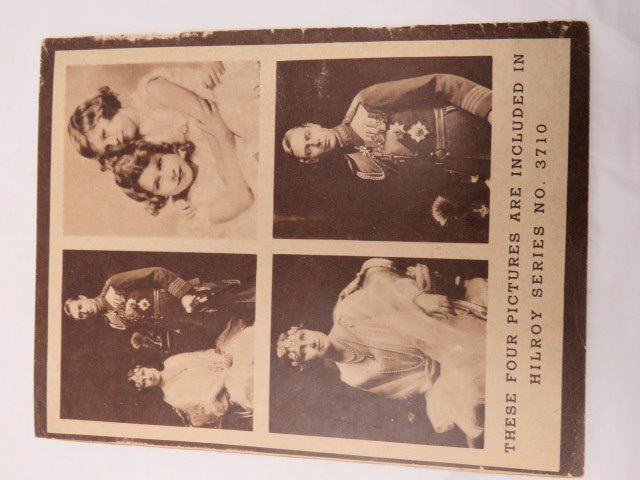 THESE FOUR PICTURES ARE INCLUDED IN
HILROY SERIES NO. 3710